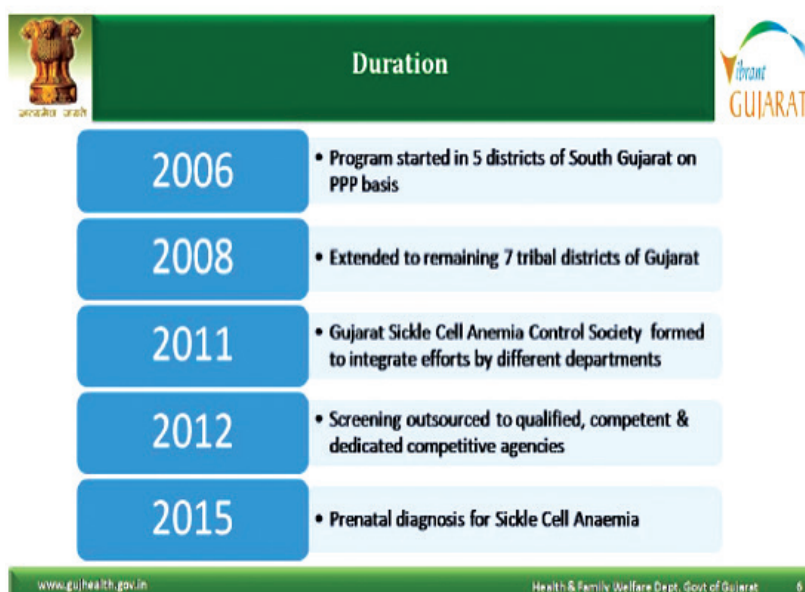 सत्यमेव जयते
Duration
Vibrant
GUJARAT
2006
• Program started in 5 districts of South Gujarat on
PPP basis
2008
• Extended to remaining 7 tribal districts of Gujarat
2011
• Gujarat Sickle Cell Anemia Control Society formed
to integrate efforts by different departments
2012
• Screening outsourced to qualified, competent &
dedicated competitive agencies
2015
• Prenatal diagnosis for Sickle Cell Anaemia
www.gujhealth.gov.in
Health & Family Welfare Dept. Govt of Gujarat
6